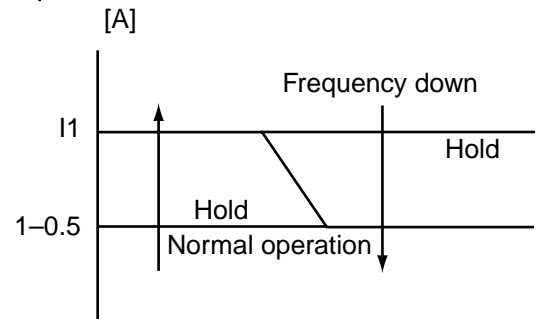 [A]
Frequency down
I1
Hold
Hold
1–0.5
Normal operation